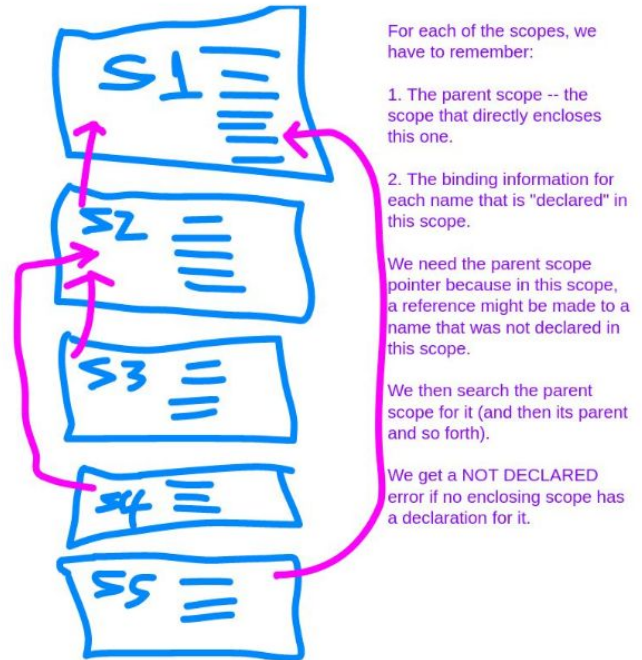 S1
S2
S3
S4
S5
For each of the scopes, we
have to remember:
1. The parent scope -- the
scope that directly encloses
this one.
2. The binding information for
each name that is "declared" in
this scope.
We need the parent scope
pointer because in this scope,
a reference might be made to a
name that was not declared in
this scope.
We then search the parent
scope for it (and then its parent
and so forth).
We get a NOT DECLARED
error if no enclosing scope has
a declaration for it.